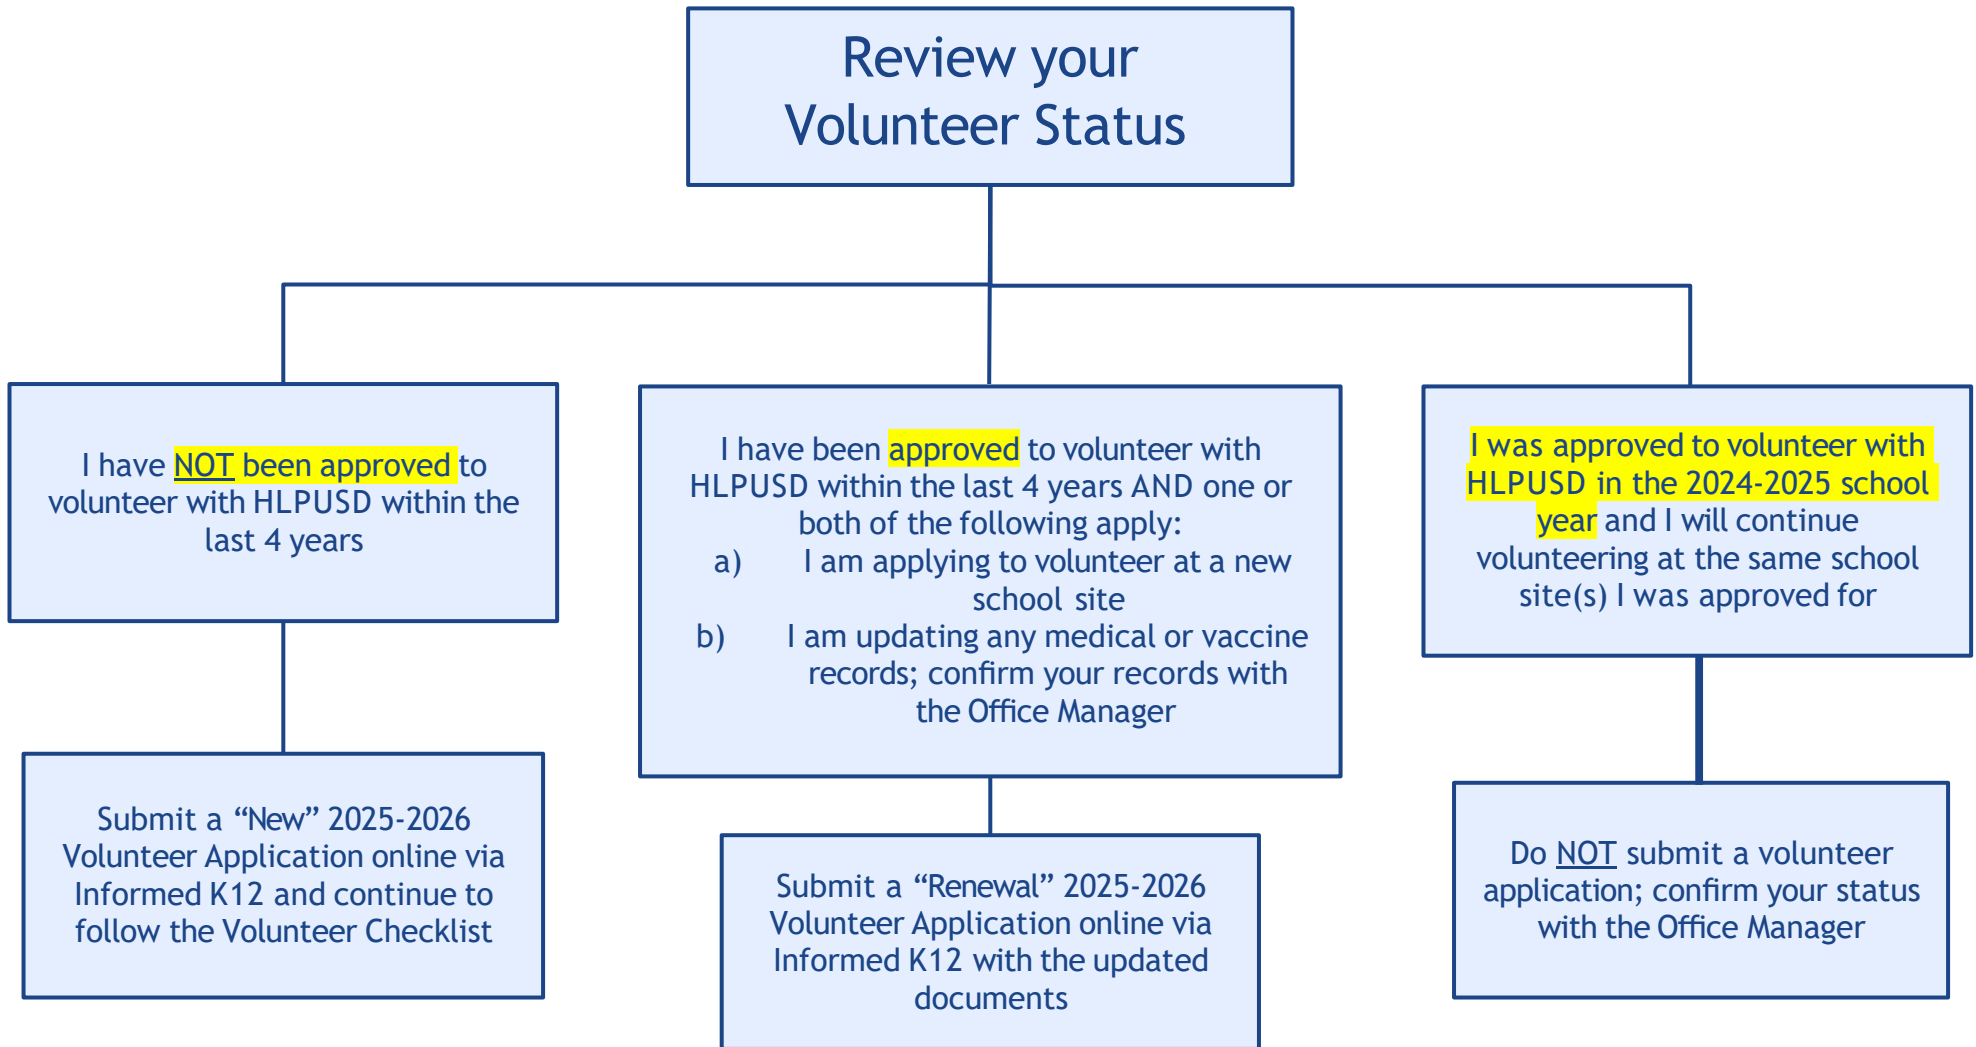 Review your
Volunteer Status
I have NOT been approved to
volunteer with HLPUSD within the
last 4 years
I have been approved to volunteer with
HLPUSD within the last 4 years AND one or
both of the following apply:
a) I am applying to volunteer at a new
school site
b) I am updating any medical or vaccine
records; confirm your records with
the Office Manager
I was approved to volunteer with
HLPUSD in the 2024-2025 school
year and I will continue
volunteering at the same school
site(s) I was approved for
Submit a “New” 2025-2026
Volunteer Application online via
Informed K12 and continue to
follow the Volunteer Checklist
Submit a “Renewal” 2025-2026
Volunteer Application online via
Informed K12 with the updated
documents
Do NOT submit a volunteer
application; confirm your status
with the Office Manager